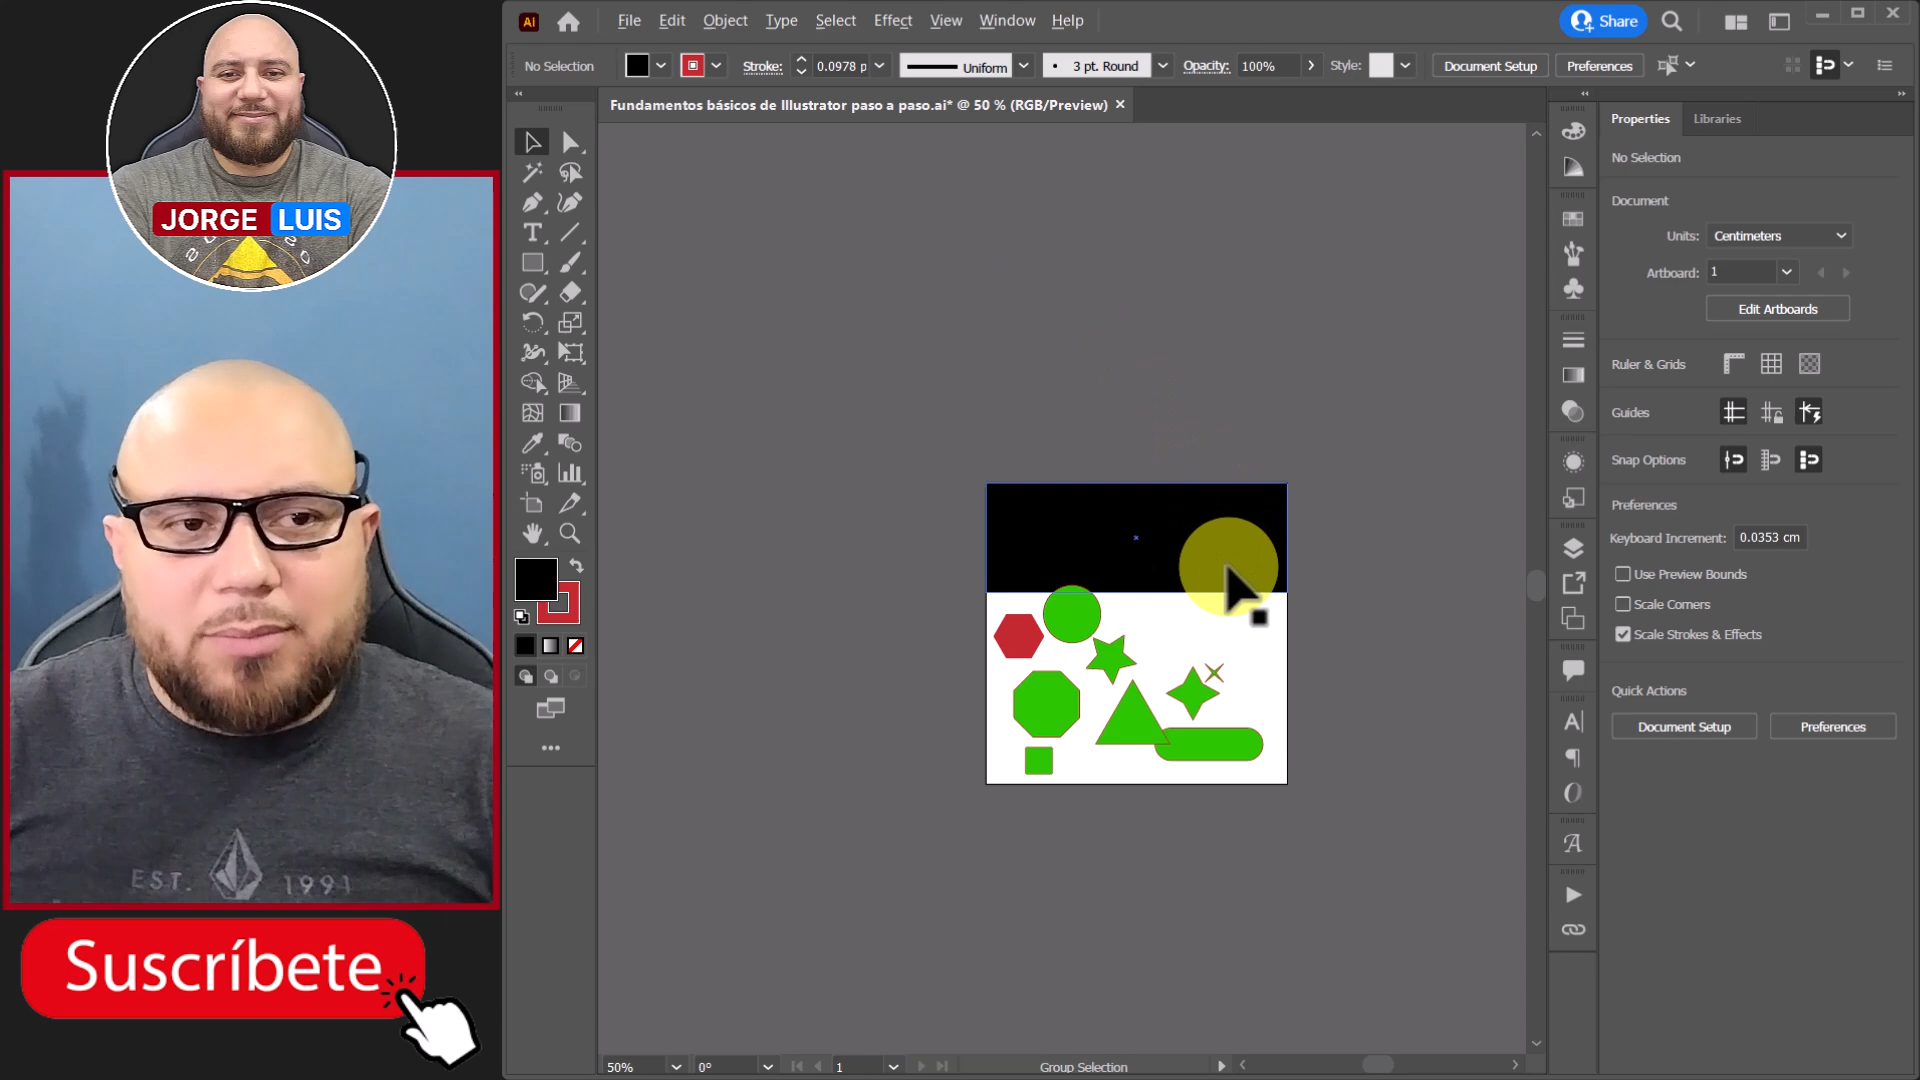 JORGE LUIS
EST. 1991
Suscríbete
Ai
File Edit Object Type Select Effect View Window Help
Share
No Selection
Stroke:
0.0978 p
Uniform
3 pt. Round
Opacity:
100%
Style:
Document Setup
Preferences
Fundamentos básicos de Illustrator paso a paso.ai* @ 50 % (RGB/Preview)
Properties
Libraries
No Selection
Document
Units:
Centimeters
Artboard:
1
Edit Artboards
Ruler & Grids
Guides
Snap Options
Preferences
Keyboard Increment:
0.0353 cm
Use Preview Bounds
Scale Corners
Scale Strokes & Effects
Quick Actions
Document Setup
Preferences
50%
0°
1
Group Selection